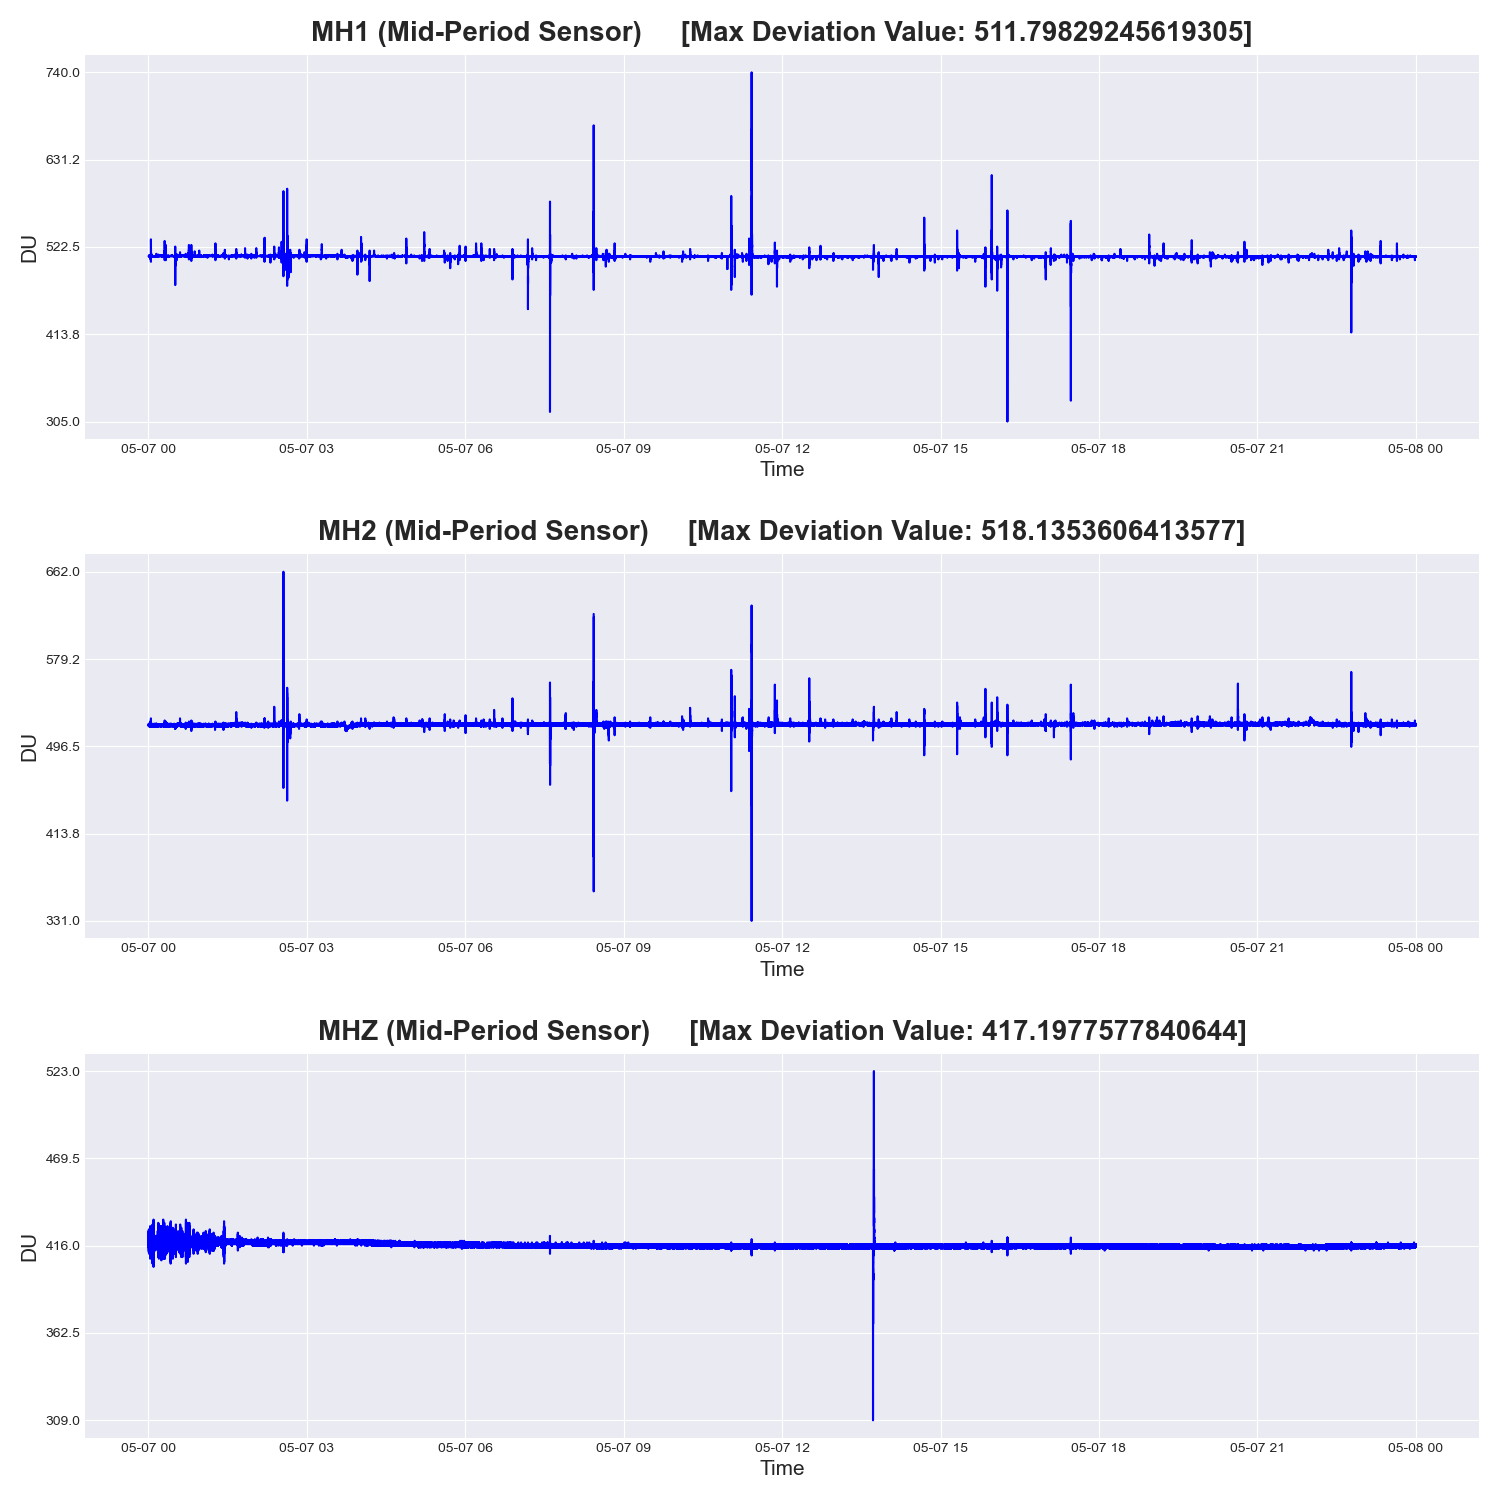 MH1 (Mid-Period Sensor) [Max Deviation Value: 511.79829245619305]
740.0
631.2
522.5
413.8
305.0
DU
05-07 00 05-07 03 05-07 06 05-07 09 05-07 12 05-07 15 05-07 18 05-07 21 05-08 00
Time
MH2 (Mid-Period Sensor) [Max Deviation Value: 518.1353606413577]
662.0
579.2
496.5
413.8
331.0
DU
05-07 00 05-07 03 05-07 06 05-07 09 05-07 12 05-07 15 05-07 18 05-07 21 05-08 00
Time
MHZ (Mid-Period Sensor) [Max Deviation Value: 417.1977577840644]
523.0
469.5
416.0
362.5
309.0
DU
05-07 00 05-07 03 05-07 06 05-07 09 05-07 12 05-07 15 05-07 18 05-07 21 05-08 00
Time